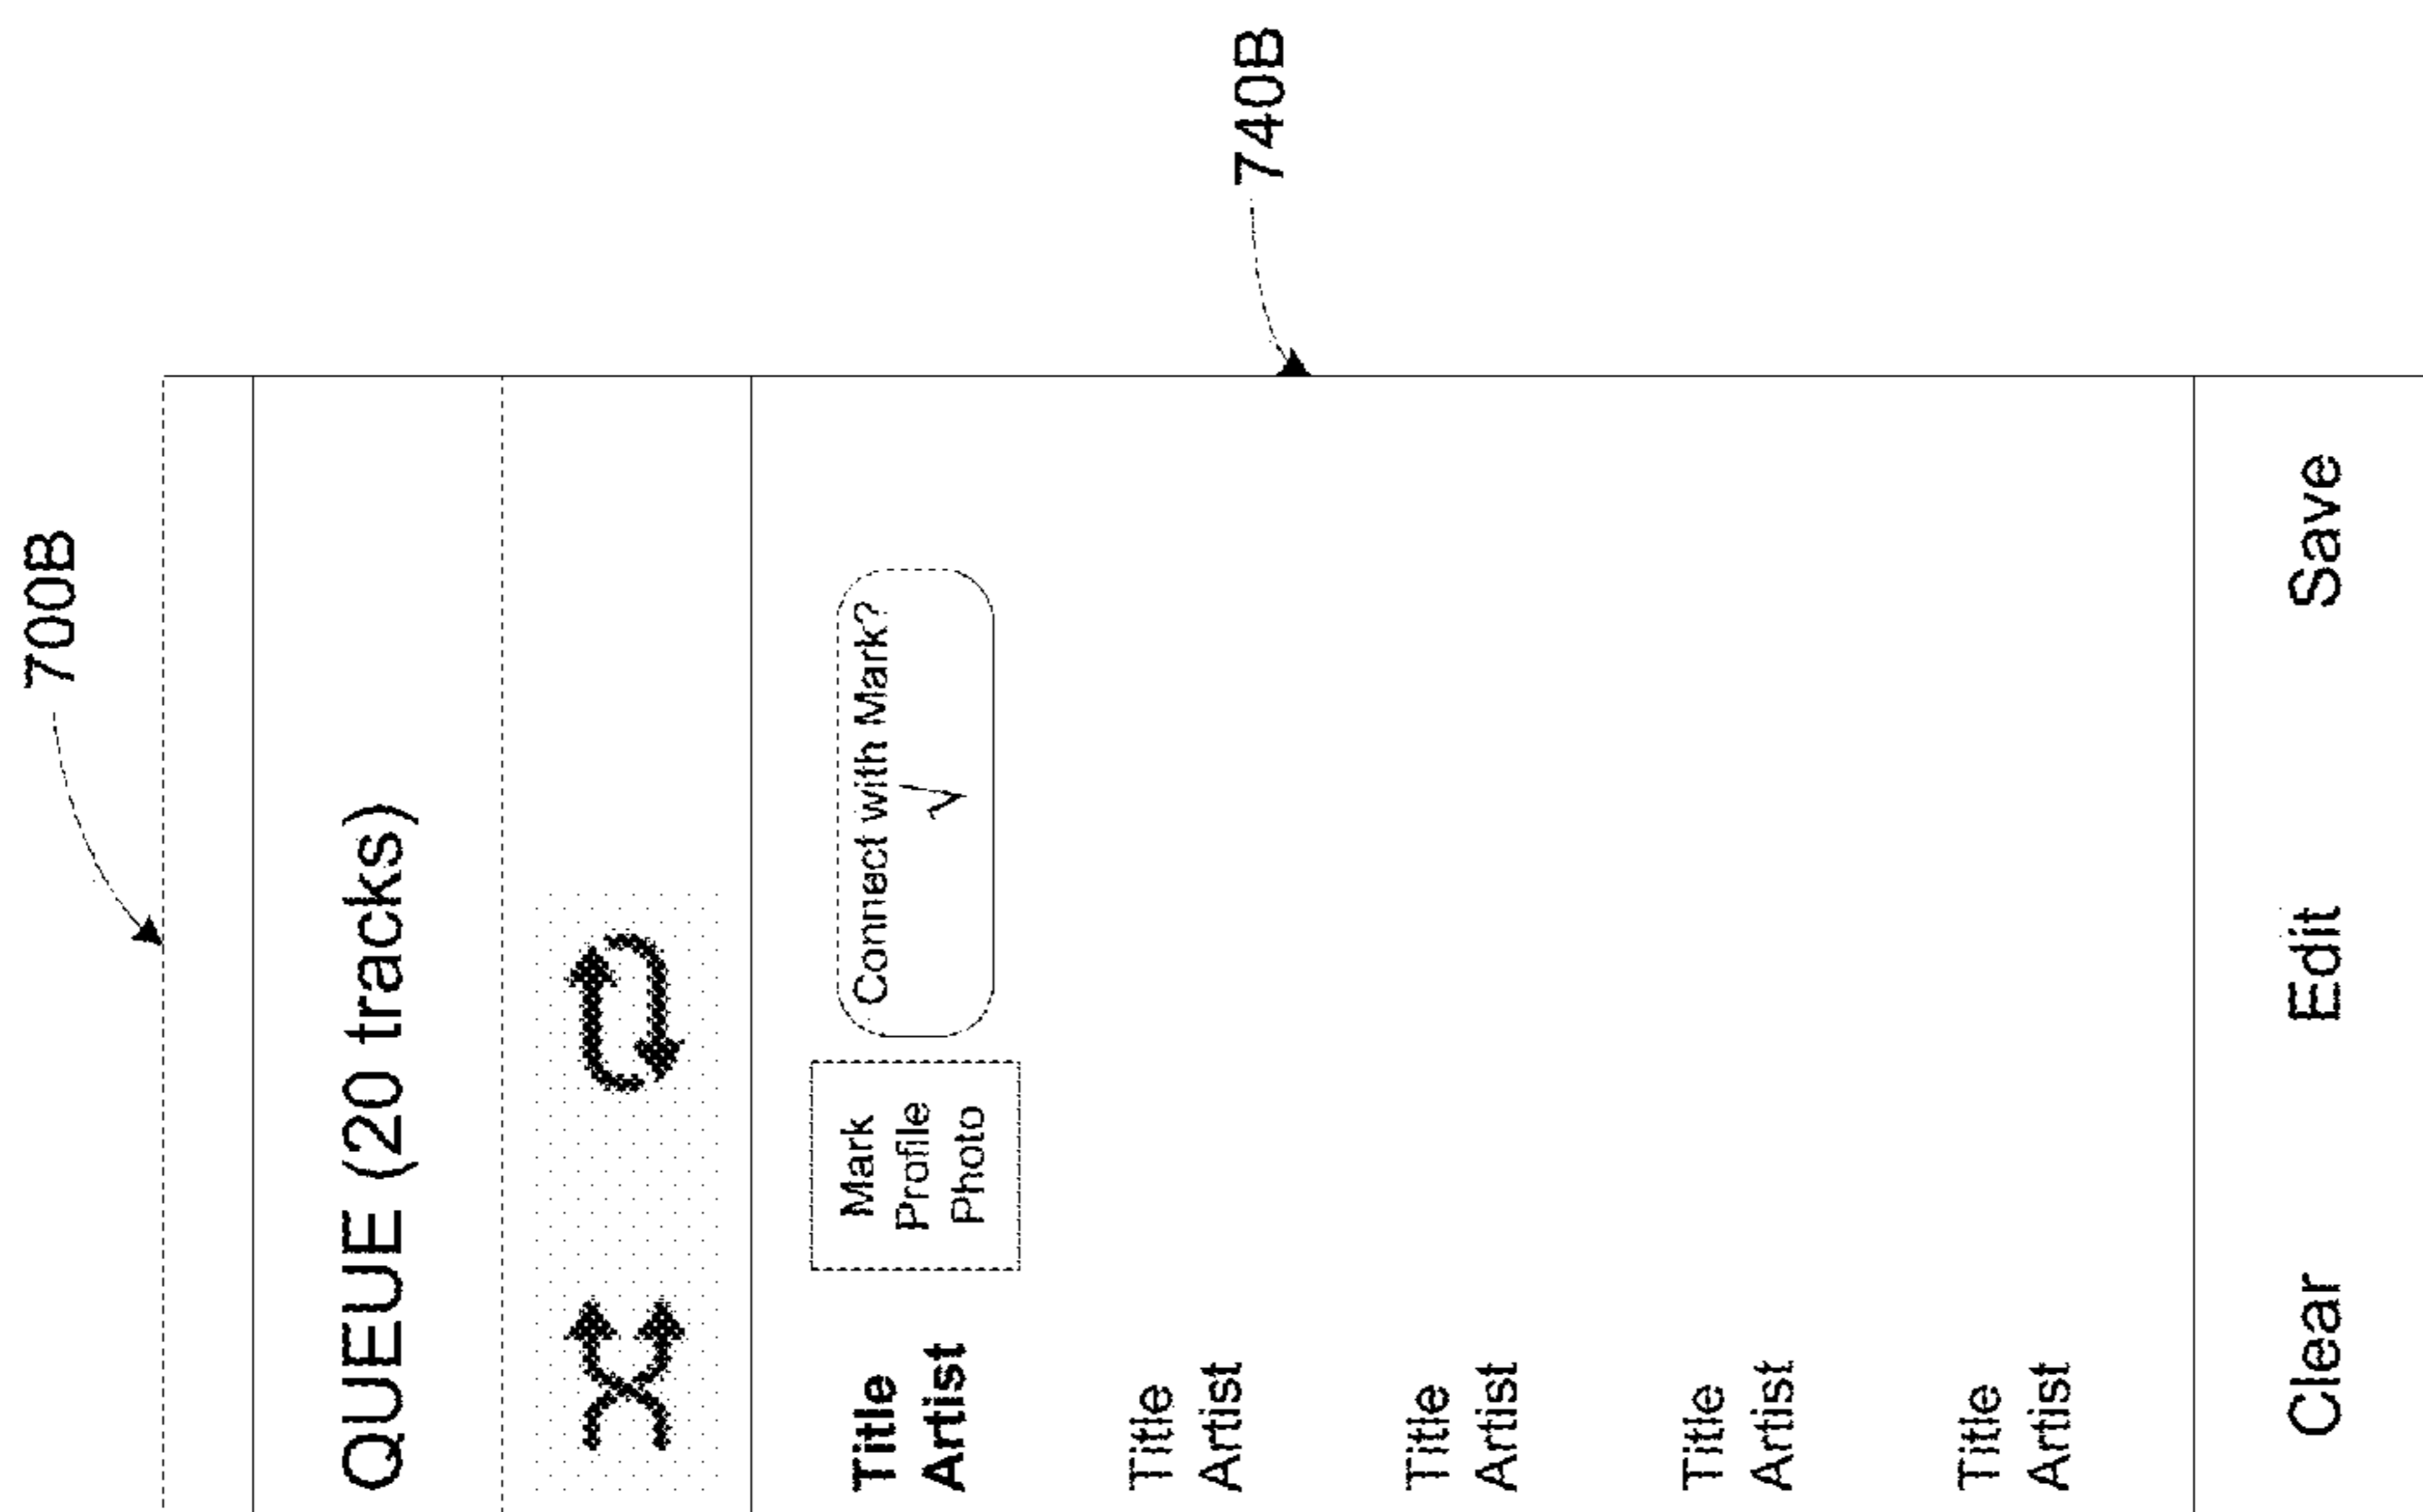 700B
740B
QUEUE (20 tracks)
Title
Artist
Mark
Profile
Photo
Connect with Mark?
Title
Artist
Title
Artist
Title
Artist
Title
Artist
Clear Edit Save